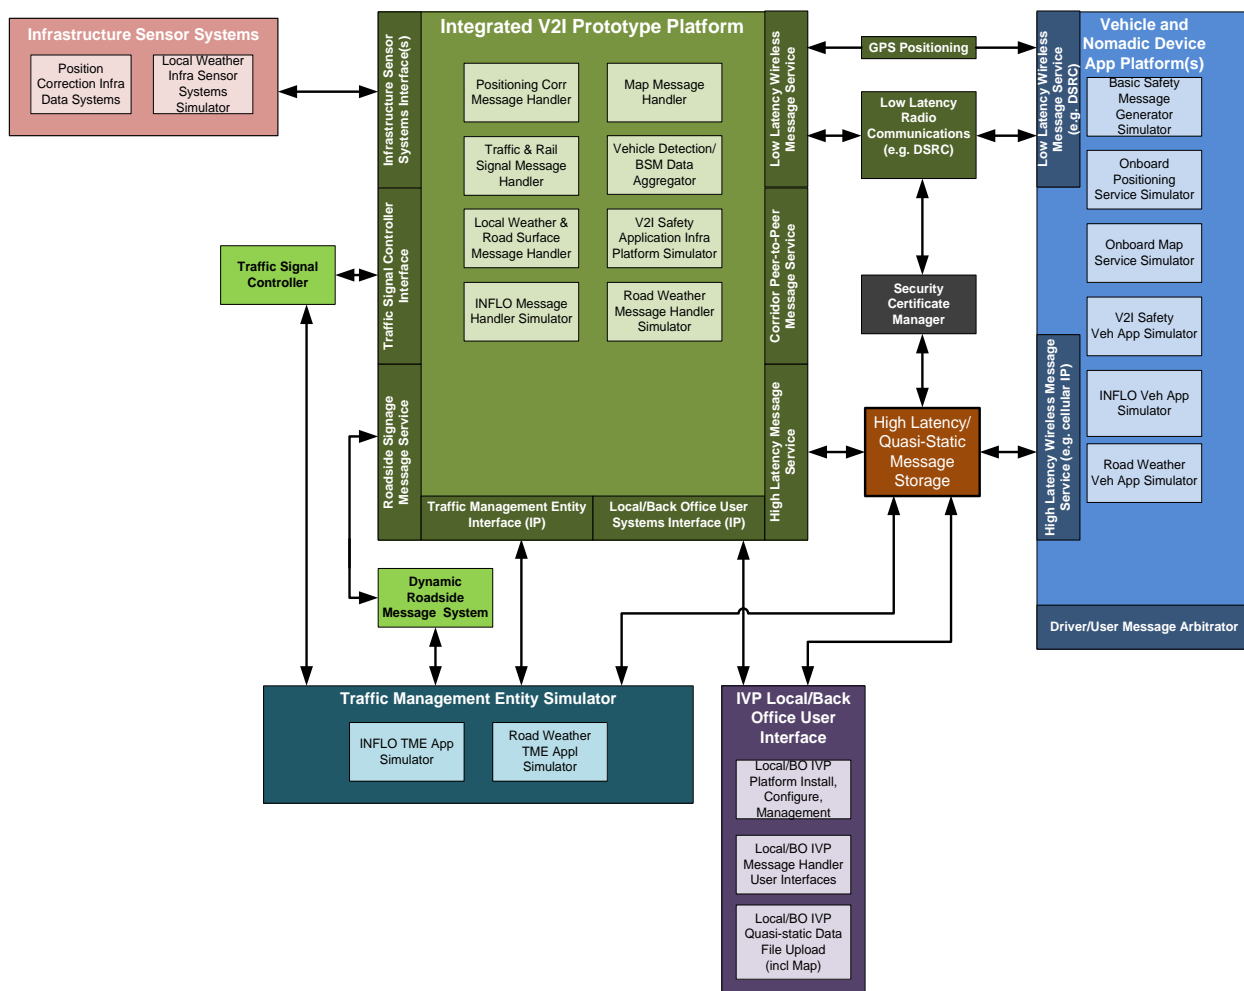 Infrastructure Sensor Systems
Position
Correction Infra
Data Systems
Local Weather
Infra Sensor
Systems
Simulator
Integrated V2I Prototype Platform
Infrastructure Sensor
Systems Interface(s)
Traffic Signal Controller
Interface
Roadside Signage
Message Service
Positioning Corr
Message Handler
Map Message
Handler
Traffic & Rail
Signal Message
Handler
Vehicle Detection/
BSM Data
Aggregator
Local Weather &
Road Surface
Message Handler
V2I Safety
Application Infra
Platform Simulator
INFLO Message
Handler Simulator
Road Weather
Message Handler
Simulator
Traffic Management Entity
Interface (IP)
Local/Back Office User
Systems Interface (IP)
Low Latency Wireless
Message Service
Corridor Peer-to-Peer
Message Service
High Latency Message
Service
GPS Positioning
Low Latency
Radio
Communications
(e.g. DSRC)
Security
Certificate
Manager
High Latency/
Quasi-Static
Message
Storage
Traffic Signal
Controller
Dynamic
Roadside
Message System
Vehicle and
Nomadic Device
App Platform(s)
Low Latency Wireless
Message Service
(e.g. DSRC)
High Latency Wireless Message
Service (e.g. cellular IP)
Basic Safety
Message
Generator
Simulator
Onboard
Positioning
Service Simulator
Onboard Map
Service Simulator
V2I Safety
Veh App Simulator
INFLO Veh App
Simulator
Road Weather
Veh App Simulator
Driver/User Message Arbitrator
Traffic Management Entity Simulator
INFLO TME App
Simulator
Road Weather
TME Appl
Simulator
IVP Local/Back
Office User
Interface
Local/BO IVP
Platform Install,
Configure,
Management
Local/BO IVP
Message Handler
User Interfaces
Local/BO IVP
Quasi-static Data
File Upload
(incl Map)